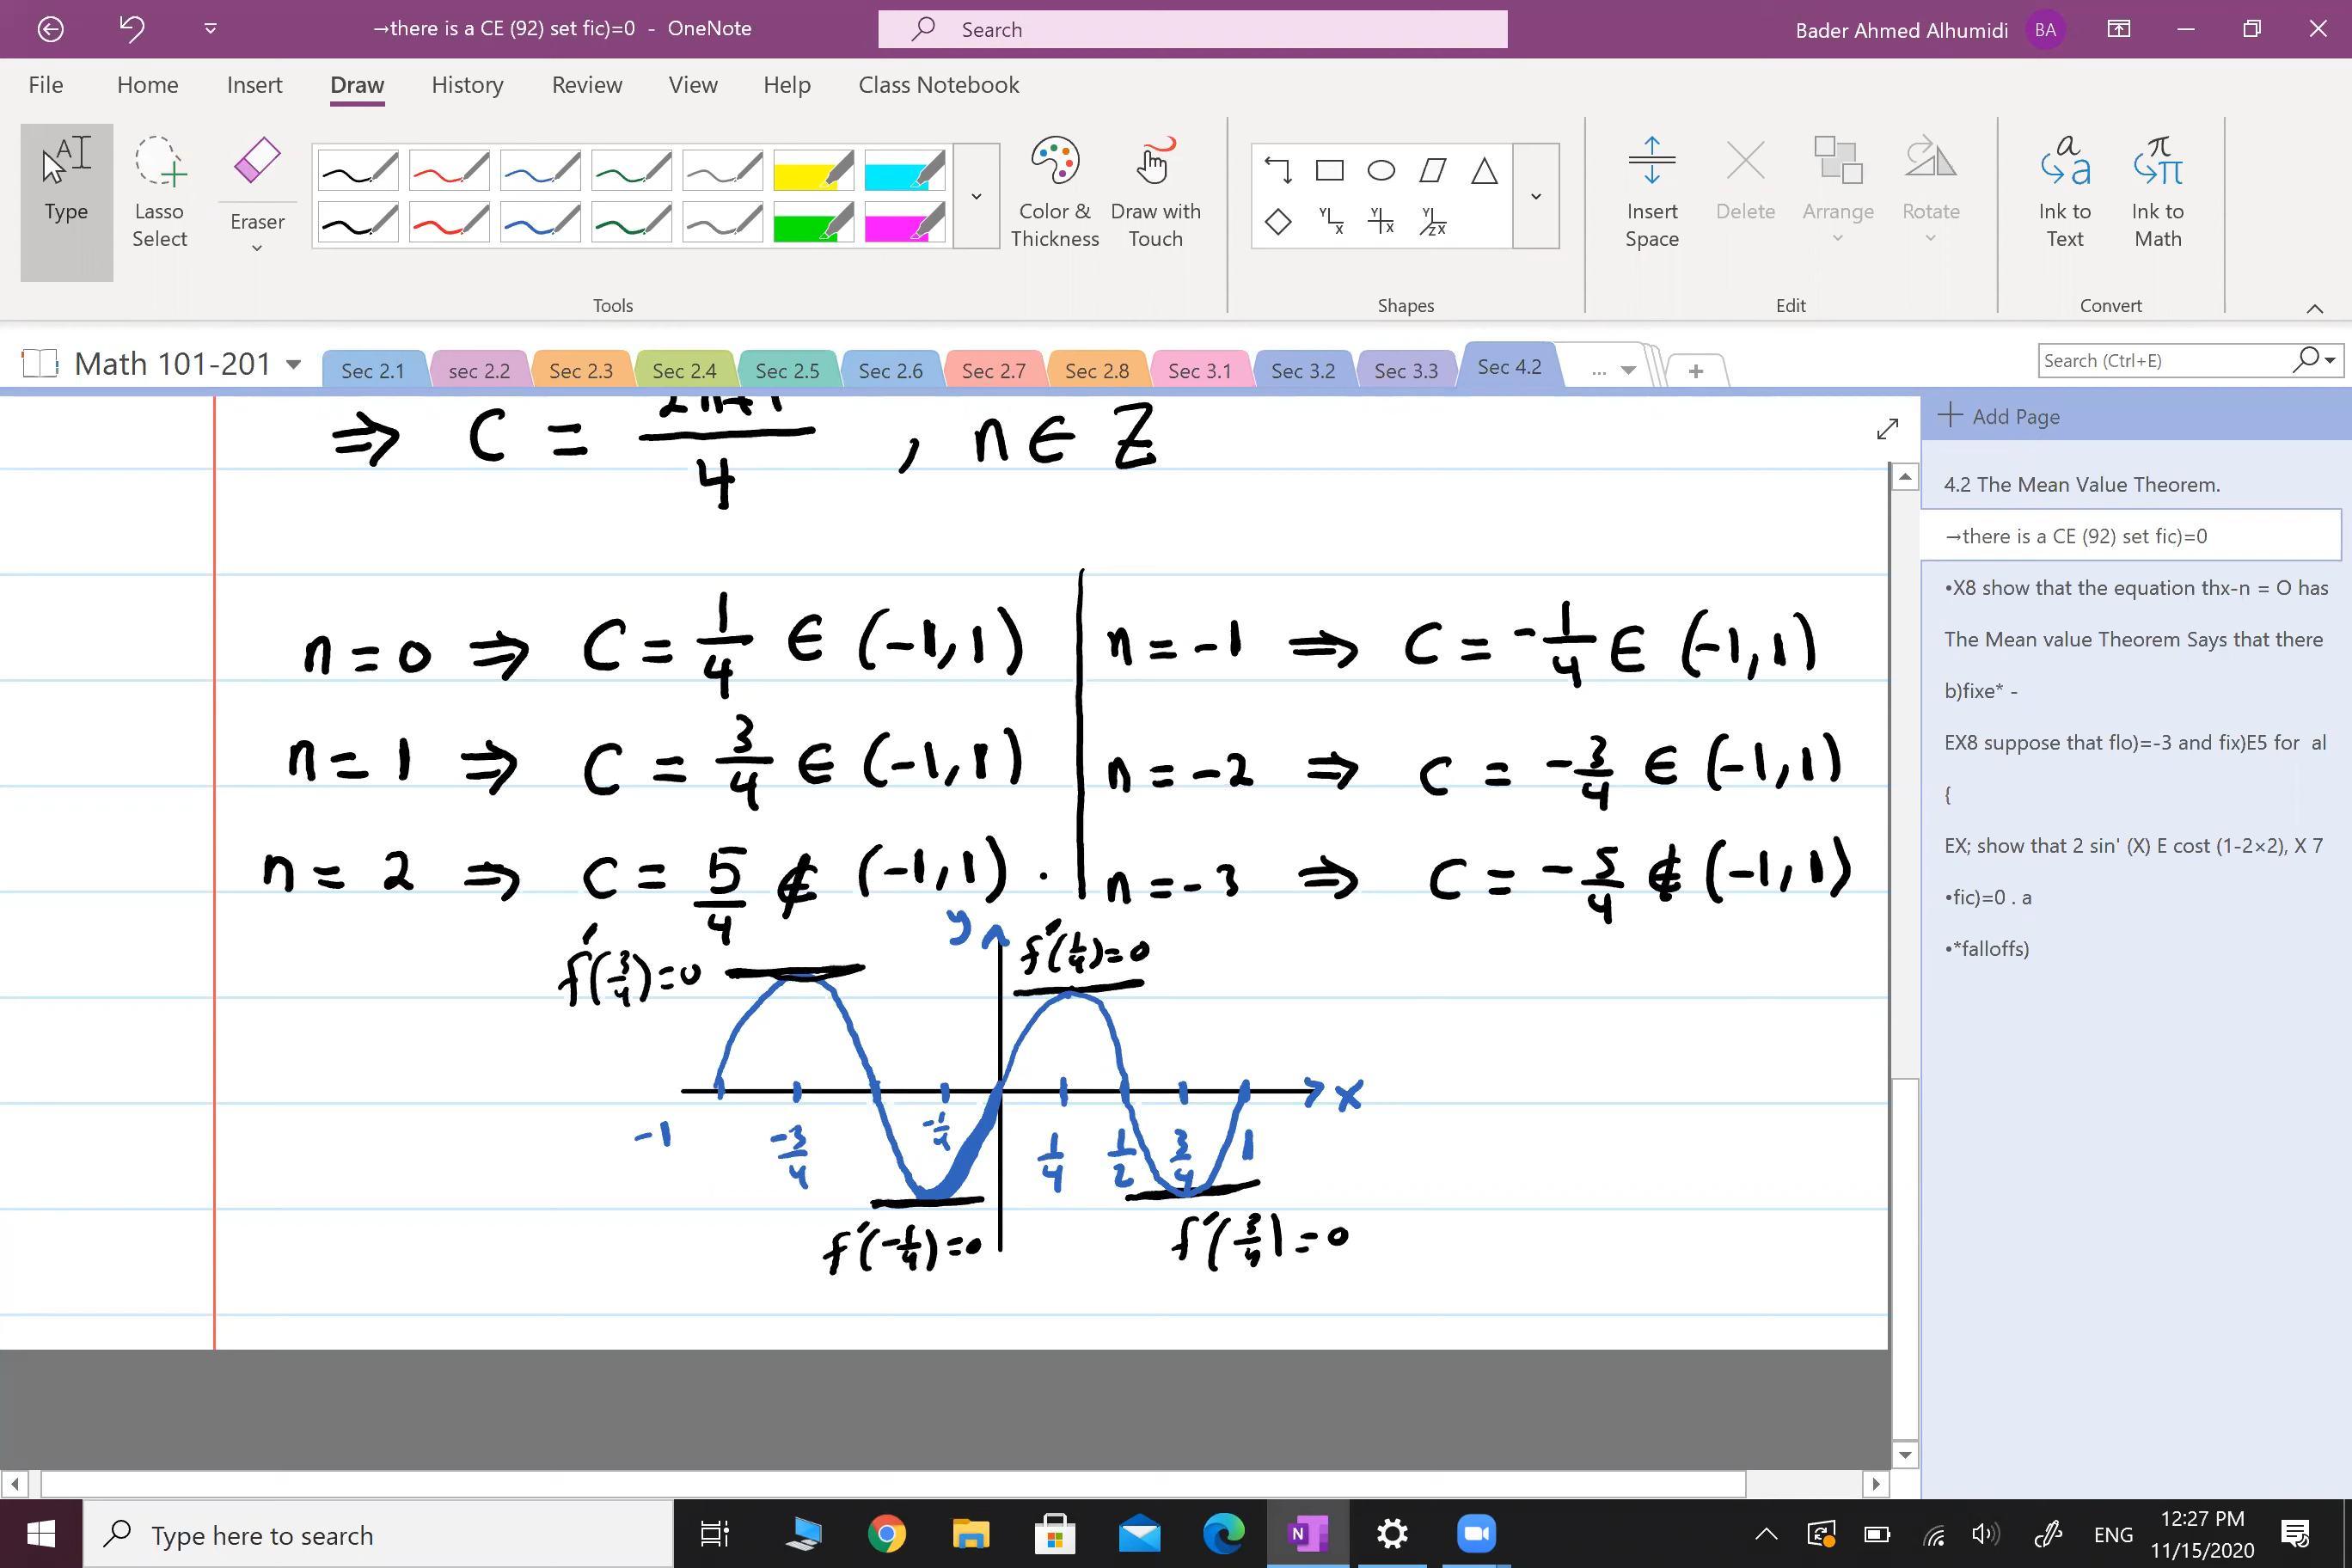 →there is a CE (92) set fic)=0 - OneNote
Search
Bader Ahmed Alhumidi BA
File Home Insert Draw History Review View Help Class Notebook
Type
Lasso Select
Eraser
Color & Thickness
Draw with Touch
Insert Space
Delete
Arrange
Rotate
Ink to Text
Ink to Math
Tools
Shapes
Edit
Convert
Math 101-201
Sec 2.1 sec 2.2 Sec 2.3 Sec 2.4 Sec 2.5 Sec 2.6 Sec 2.7 Sec 2.8 Sec 3.1 Sec 3.2 Sec 3.3 Sec 4.2 ... +
Search (Ctrl+E)
Add Page
4.2 The Mean Value Theorem.
→there is a CE (92) set fic)=0
•X8 show that the equation thx-n = O has
The Mean value Theorem Says that there
b)fixe* -
EX8 suppose that flo)=-3 and fix)E5 for al
{
EX; show that 2 sin' (X) E cost (1-2×2), X 7
•fic)=0 . a
•*falloffs)
⇒ C = /4 , n ∈ Z
n = 0 ⇒ C = 1/4 ∈ (-1,1)
n = 1 ⇒ C = 3/4 ∈ (-1,1)
n = 2 ⇒ C = 5/4 ∉ (-1,1) .
n = -1 ⇒ C = -1/4 ∈ (-1,1)
n = -2 ⇒ C = -3/4 ∈ (-1,1)
n = -3 ⇒ C = -5/4 ∉ (-1,1)
y
f'(3/4)=0
f'(1/4)=0
x
-1 -3/4 -1/4 1/4 1/2 3/4 1
f'(-1/4)=0
f'(3/4)=0
Type here to search
ENG
12:27 PM
11/15/2020